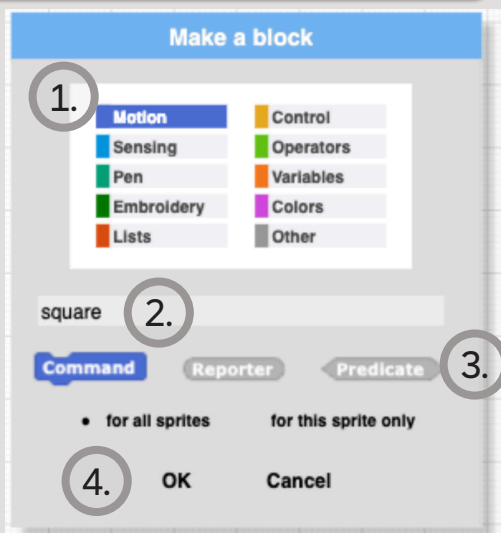 Make a block
1.
Motion Control
Sensing Operators
Pen Variables
Embroidery Colors
Lists Other
square 2.
Command Reporter Predicate 3.
• for all sprites for this sprite only
4. OK Cancel